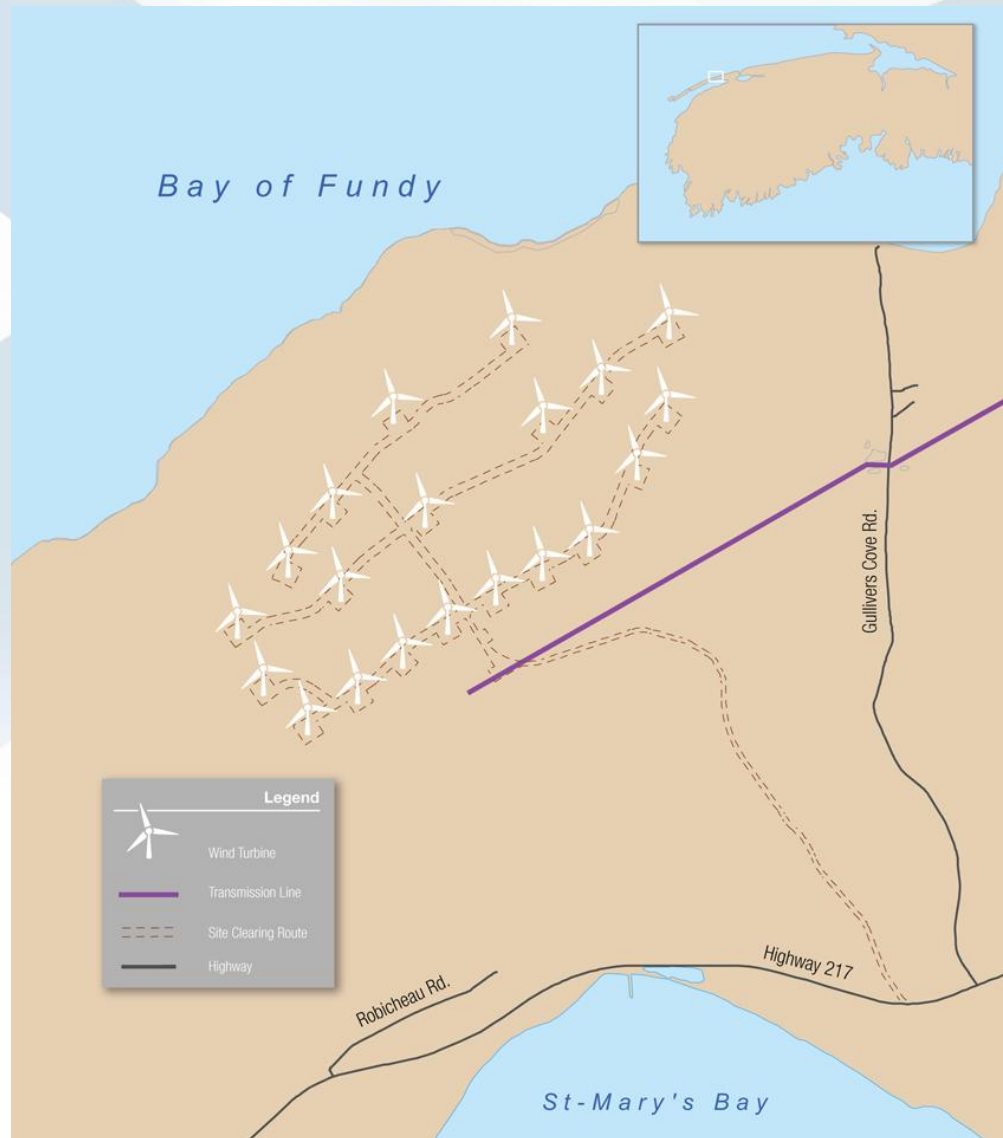 Bay of Fundy
Gullivers Cove Rd.
Legend
Wind Turbine
Transmission Line
Site Clearing Route
Highway
Highway 217
Robicheau Rd.
St-Mary's Bay